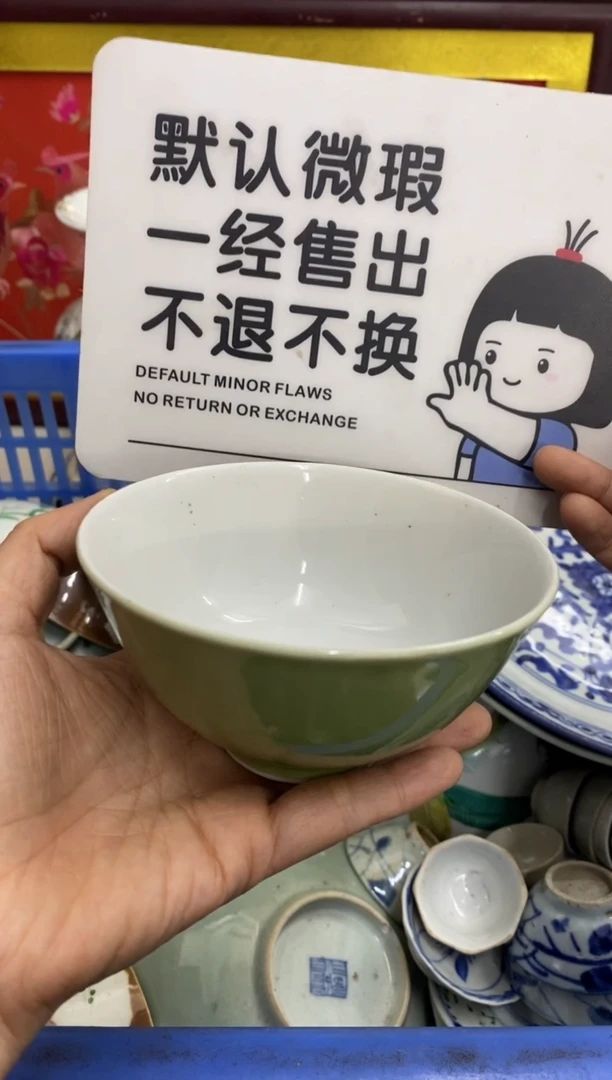 默认微瑕
一经售出
不退不换
DEFAULT MINOR FLAWS
NO RETURN OR EXCHANGE